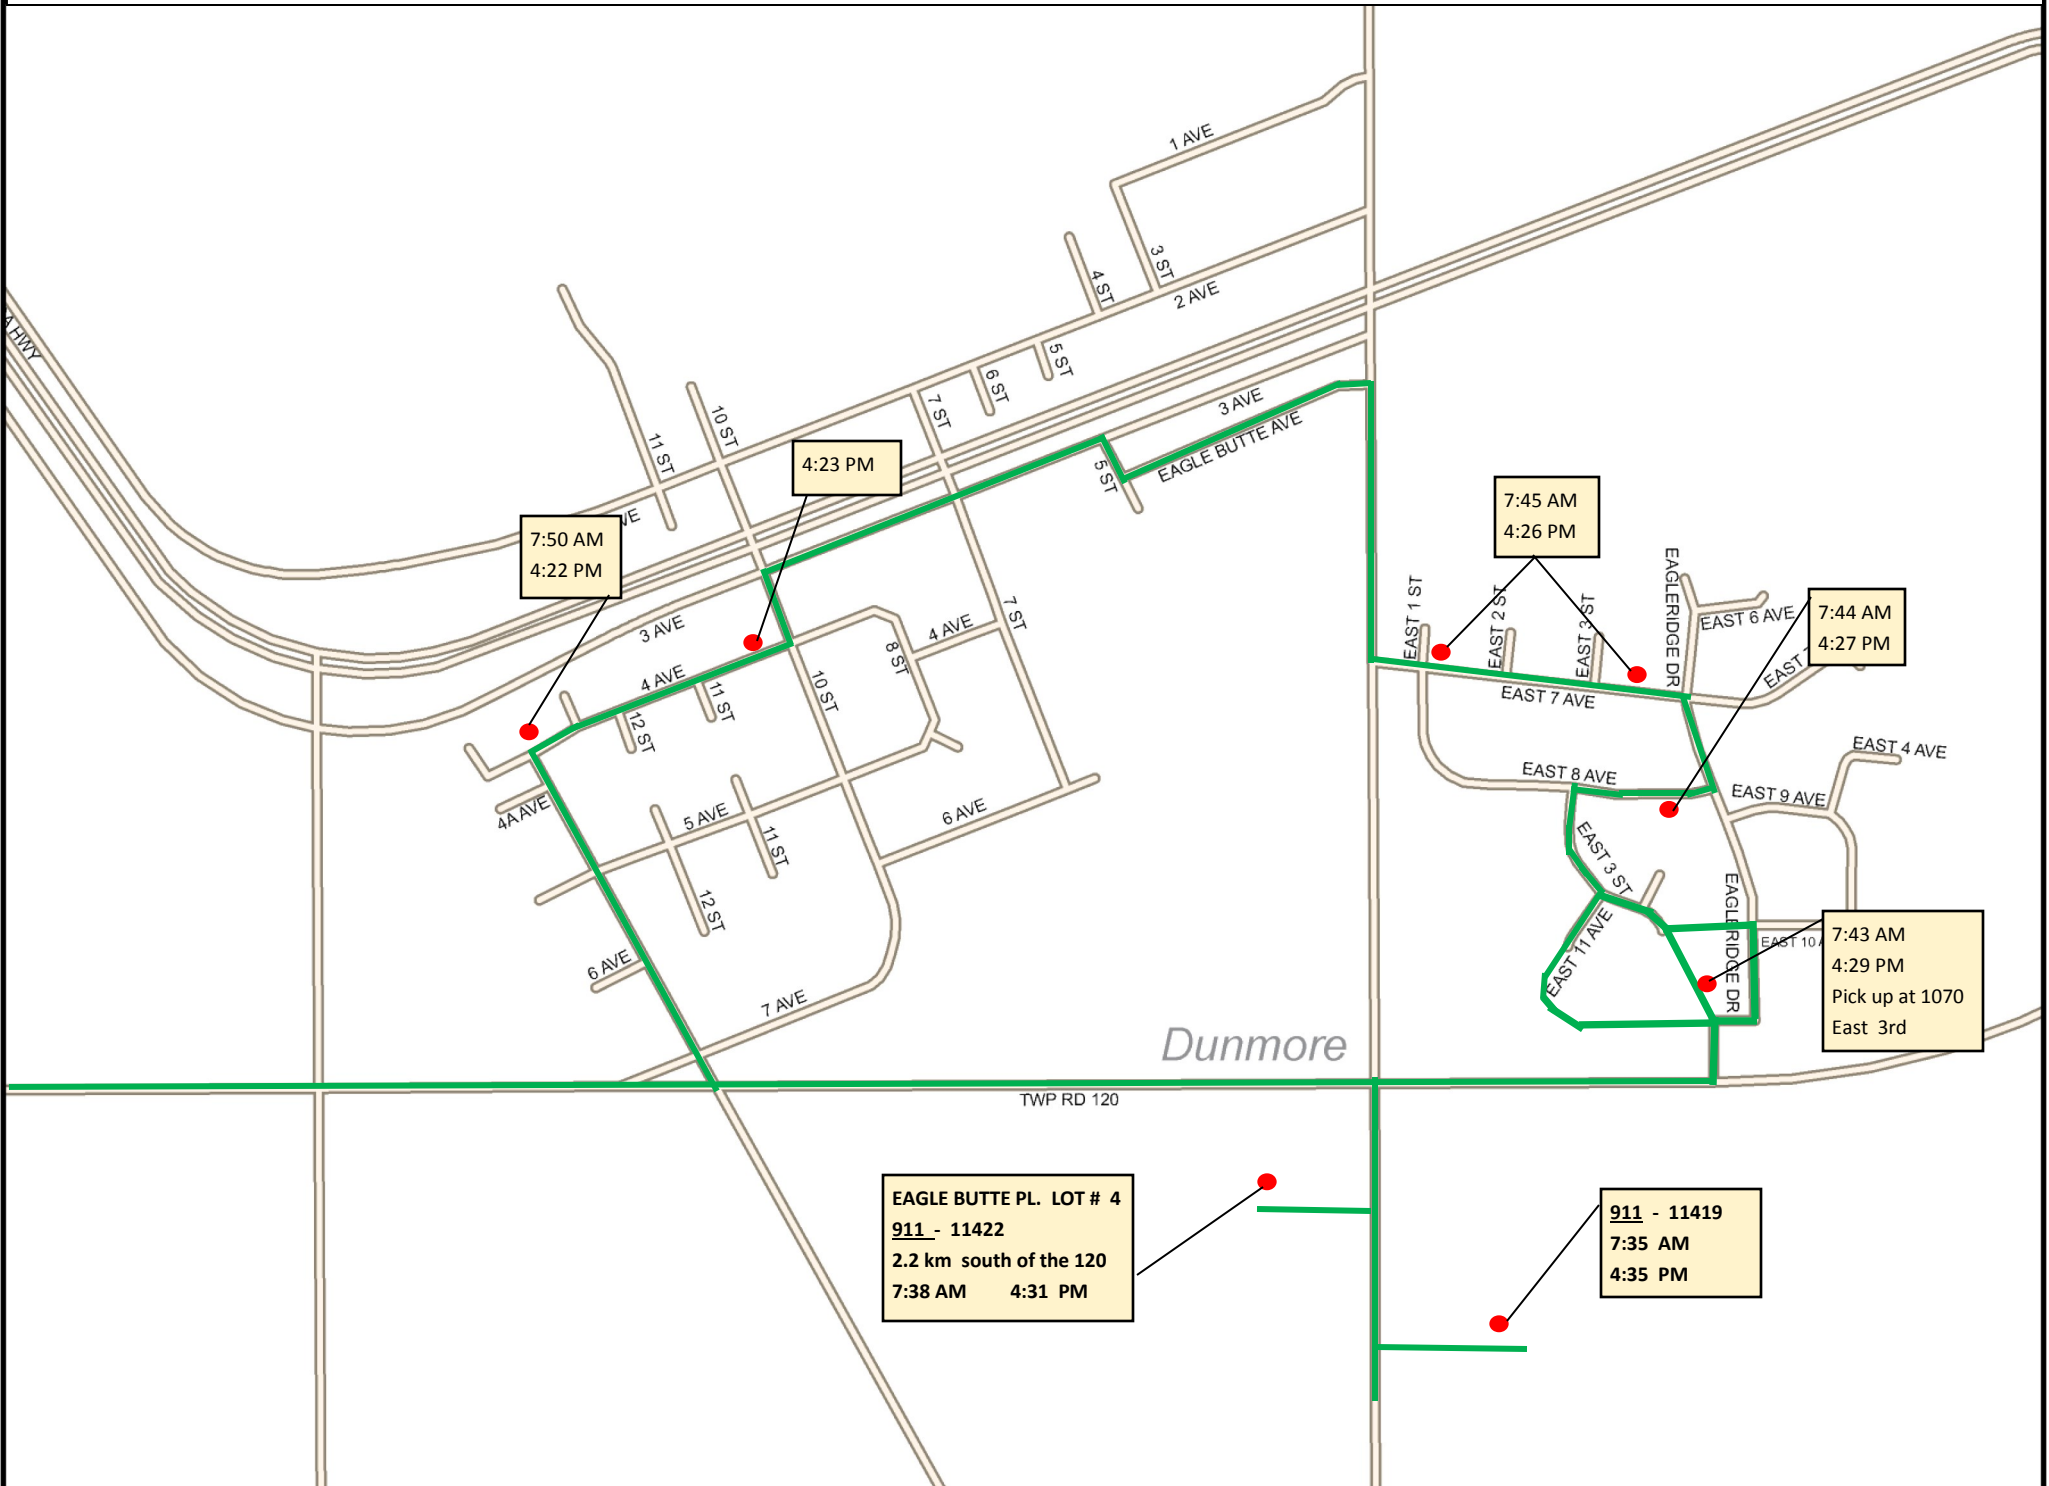 1 AVE
3 ST
4 ST
2 AVE
A HWY
5 ST
6 ST
7 ST
10 ST
11 ST
3 AVE
EAGLE BUTTE AVE
5 ST
4:23 PM
VE
7:50 AM
4:22 PM
7:45 AM
4:26 PM
EAST 1 ST
EAST 2 ST
EAST 3 ST
EAGLERIDGE DR
EAST 6 AVE
7:44 AM
4:27 PM
EAST 7
EAST 7 AVE
3 AVE
4 AVE
7 ST
8 ST
4 AVE
10 ST
11 ST
12 ST
4A AVE
5 AVE
11 ST
12 ST
6 AVE
6 AVE
7 AVE
EAST 8 AVE
EAST 9 AVE
EAST 4 AVE
EAST 3 ST
EAST 11 AVE
EAGLERIDGE DR
EAST 10 A
7:43 AM
4:29 PM
Pick up at 1070
East 3rd
Dunmore
TWP RD 120
EAGLE BUTTE PL. LOT # 4
911 - 11422
2.2 km south of the 120
7:38 AM 4:31 PM
911 - 11419
7:35 AM
4:35 PM